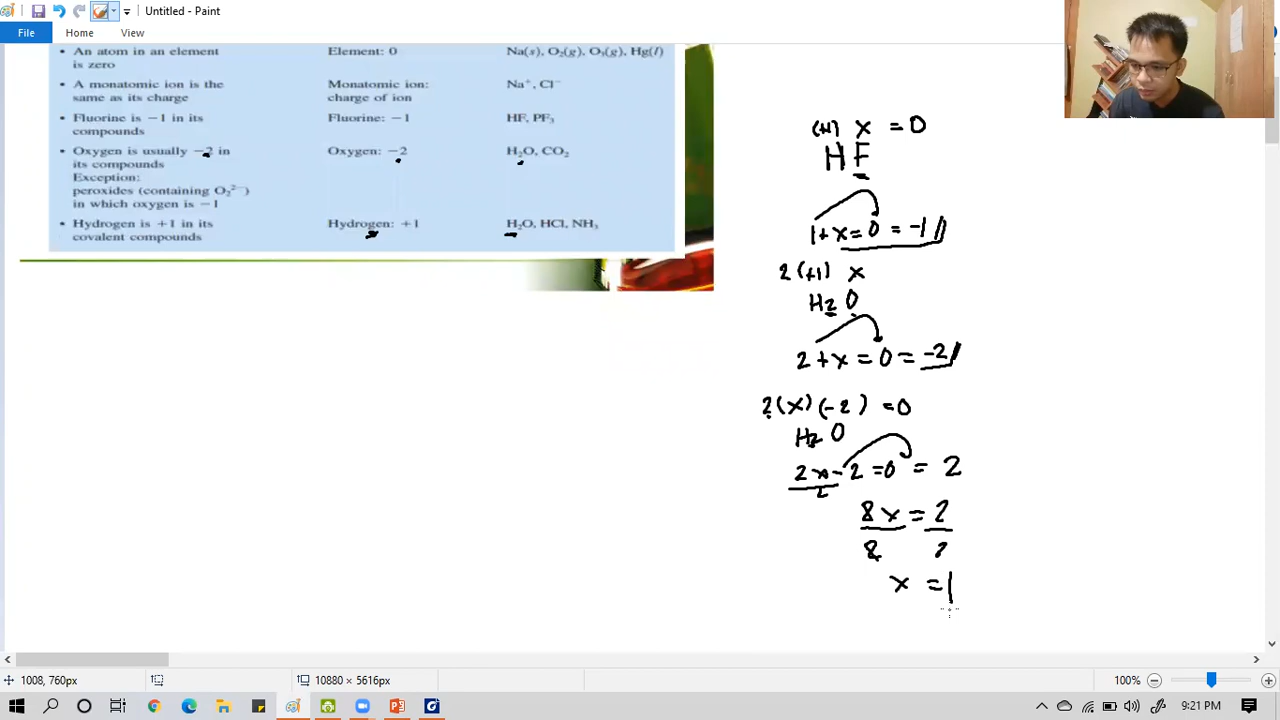 Untitled - Paint
File
Home
View
• An atom in an element is zero
Element: 0
Na(s), O₂(g), O₃(g), Hg(l)
• A monatomic ion is the same as its charge
Monatomic ion: charge of ion
Na⁺, Cl⁻
• Fluorine is −1 in its compounds
Fluorine: −1
HF, PF₃
• Oxygen is usually −2 in its compounds
Exception:
peroxides (containing O₂²⁻) in which oxygen is −1
Oxygen: −2
H₂O, CO₂
• Hydrogen is +1 in its covalent compounds
Hydrogen: +1
H₂O, HCl, NH₃
(+1) x = 0
H F
1 + x = 0 = -1
2(+1) x
H₂ O
2 + x = 0 = -2
2(x)(-2) = 0
H₂ O
2x - 2 = 0 = 2
2
8x = 2
8 2
x = 1
1008, 760px
10880 × 5616px
100%
9:21 PM